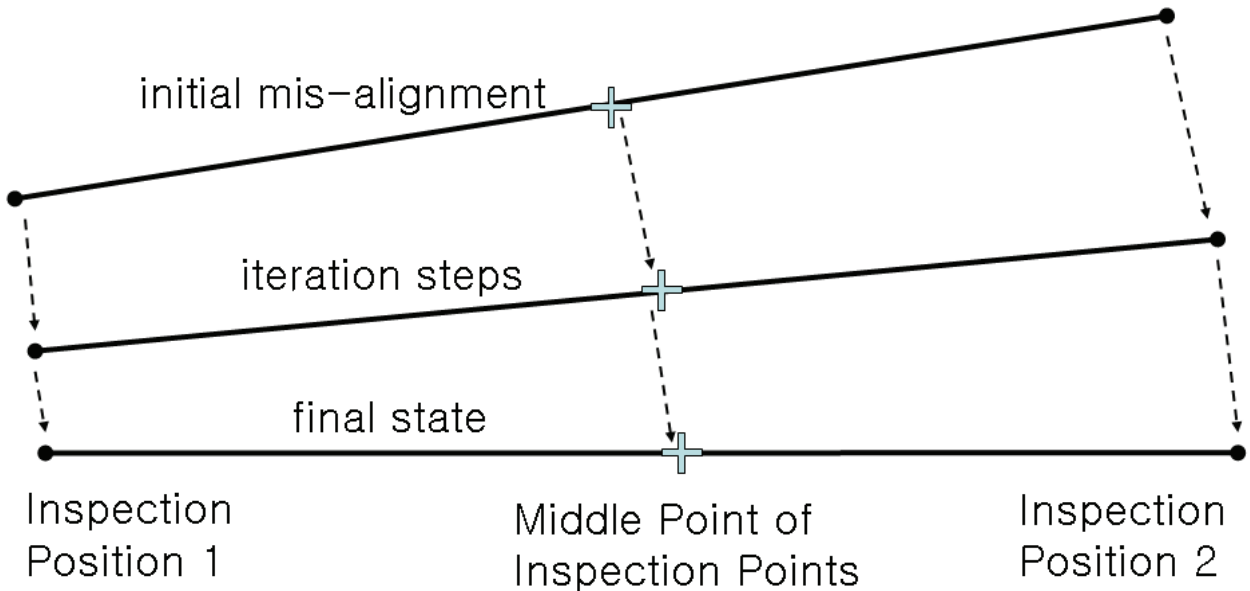 initial mis-alignment
iteration steps
final state
Inspection
Position 1
Middle Point of
Inspection Points
Inspection
Position 2